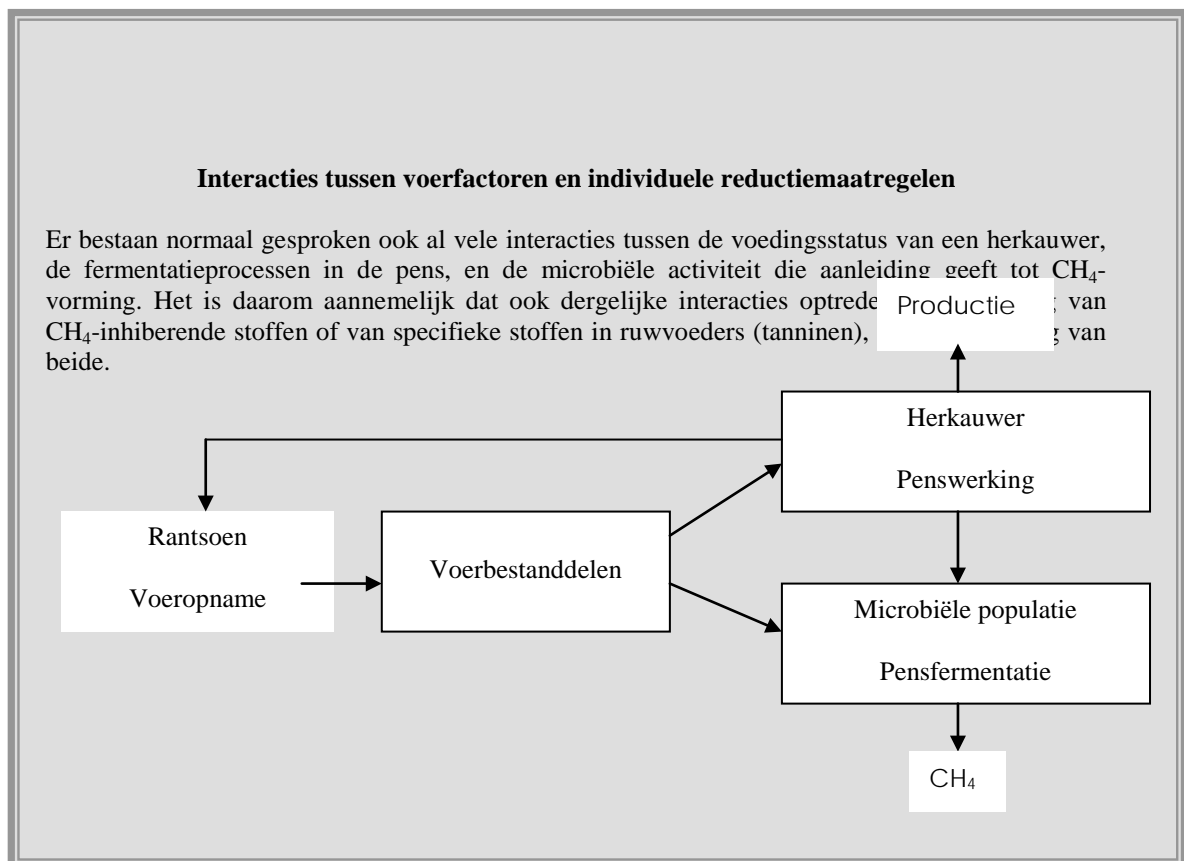 Interacties tussen voerfactoren en individuele reductiemaatregelen
Er bestaan normaal gesproken ook al vele interacties tussen de voedingsstatus van een herkauwer,
de fermentatieprocessen in de pens, en de microbiële activiteit die aanleiding geeft tot CH₄-
vorming. Het is daarom aannemelijk dat ook dergelijke interacties van
CH₄-inhiberende stoffen of van specifieke stoffen in ruwvoeders (tanninen), van
beide.
Productie
Herkauwer
Penswerking
Rantsoen
Voeropname
Voerbestanddelen
Microbiële populatie
Pensfermentatie
CH₄